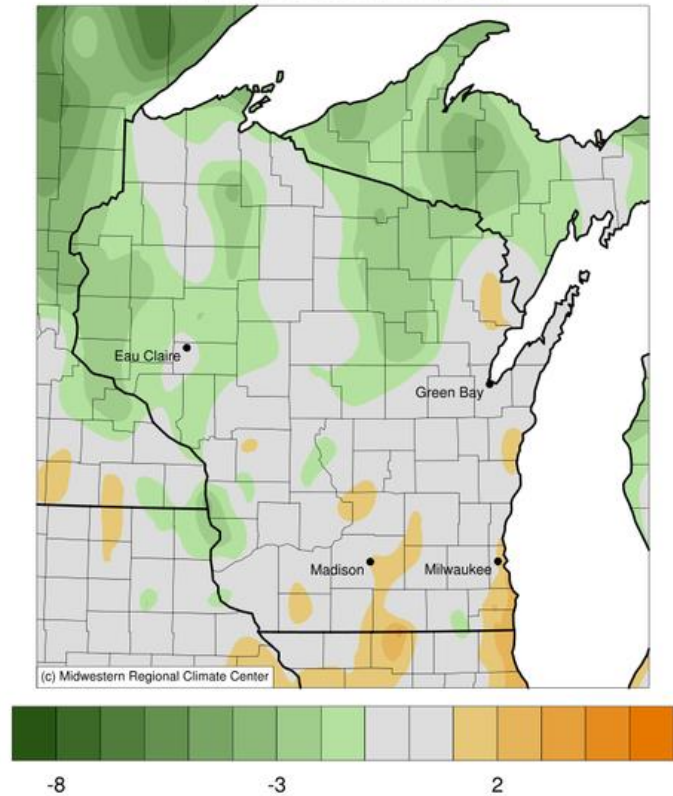 Eau Claire
Green Bay
Madison
Milwaukee
(c) Midwestern Regional Climate Center
-8 -3 2